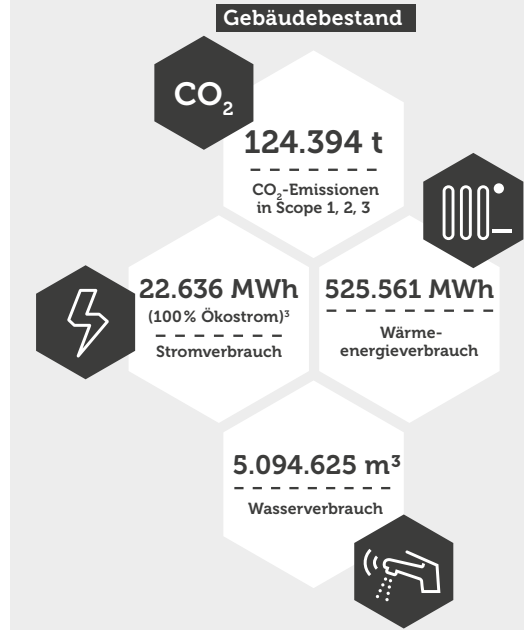 Gebäudebestand
CO₂
124.394 t
CO₂-Emissionen
in Scope 1, 2, 3
22.636 MWh
(100 % Ökostrom)³
Stromverbrauch
525.561 MWh
Wärme-
energieverbrauch
5.094.625 m³
Wasserverbrauch